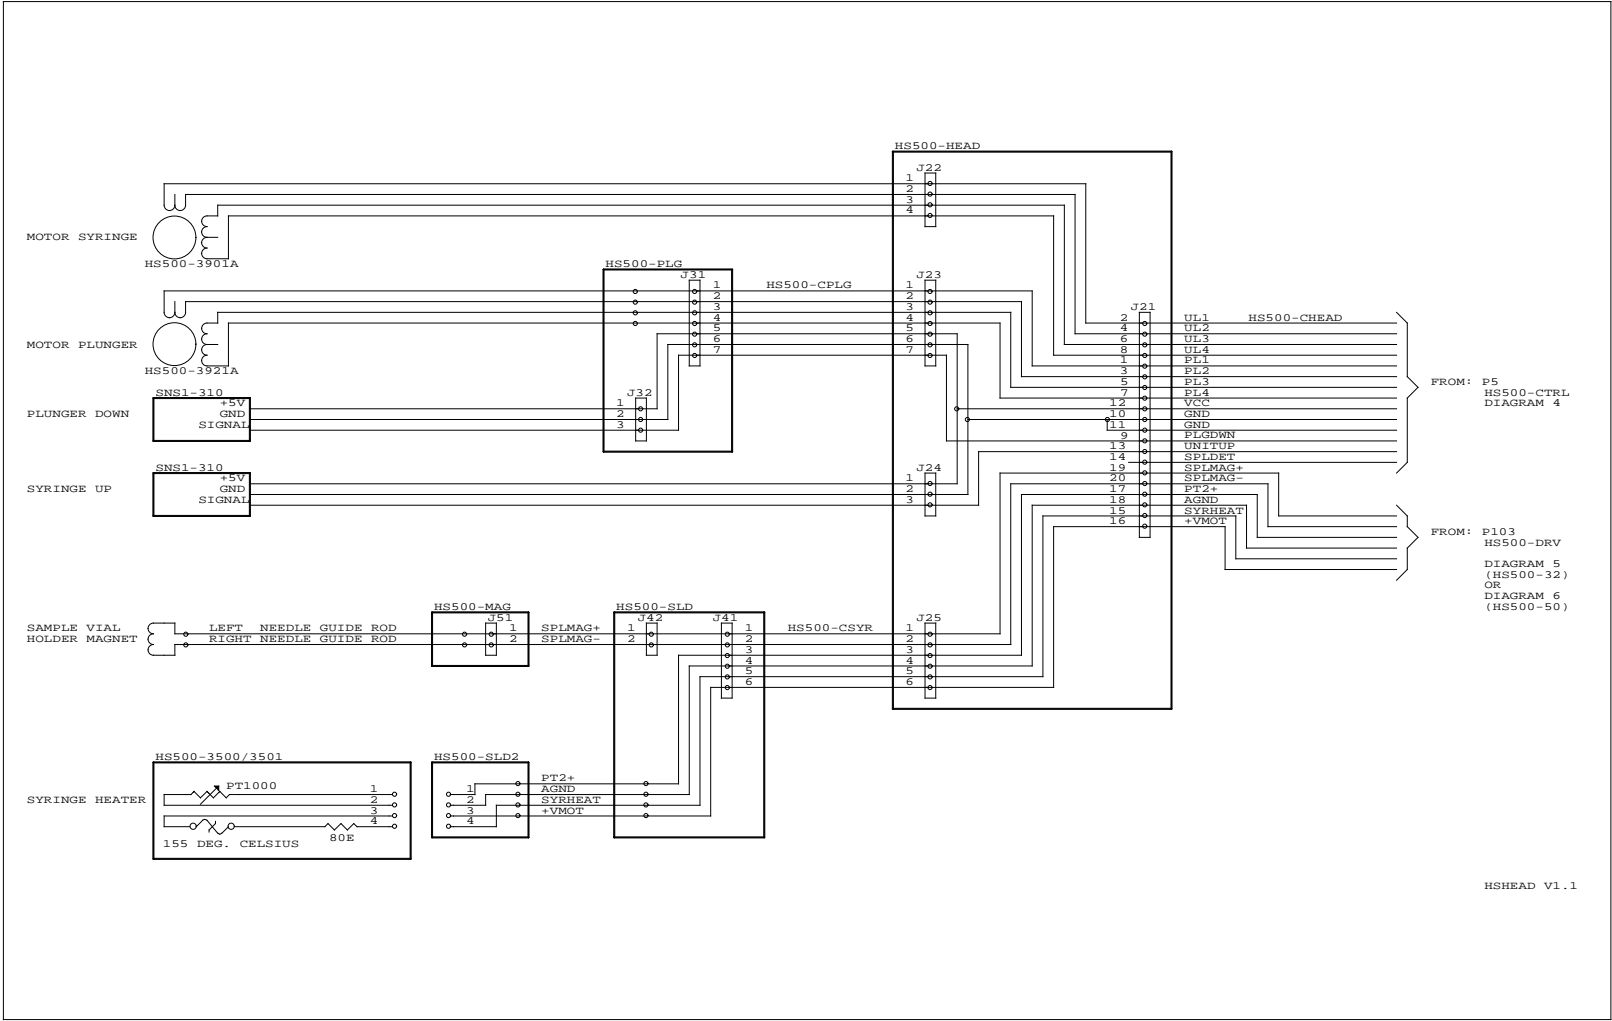 HS500-HEAD
J22
1
2
3
4
MOTOR SYRINGE
HS500-3901A
HS500-PLG
J31
1
2
3
4
5
6
7
HS500-CPLG
J23
1
2
3
4
5
6
7
MOTOR PLUNGER
HS500-3921A
J21
2 UL1 HS500-CHEAD
4 UL2
6 UL3
8 UL4
1 PL1
3 PL2
5 PL3
7 PL4
12 VCC
10 GND
11 GND
9 PLGDWN
13 UNITUP
14 SPLDET
19 SPLMAG+
20 SPLMAG-
17 PT2+
18 AGND
15 SYRHEAT
16 +VMOT
FROM: P5
HS500-CTRL
DIAGRAM 4
SNS1-310
PLUNGER DOWN
+5V
GND
SIGNAL
J32
1
2
3
SNS1-310
SYRINGE UP
+5V
GND
SIGNAL
J24
1
2
3
FROM: P103
HS500-DRV
DIAGRAM 5
(HS500-32)
OR
DIAGRAM 6
(HS500-50)
SAMPLE VIAL
HOLDER MAGNET
LEFT NEEDLE GUIDE ROD
RIGHT NEEDLE GUIDE ROD
HS500-MAG
J51
1 SPLMAG+
2 SPLMAG-
HS500-SLD
J42
1
2
J41
1
2
3
4
5
6
HS500-CSYR
J25
1
2
3
4
5
6
HS500-3500/3501
SYRINGE HEATER
PT1000
1
2
3
4
80E
155 DEG. CELSIUS
HS500-SLD2
1
2
3
4
PT2+
AGND
SYRHEAT
+VMOT
HSHEAD V1.1